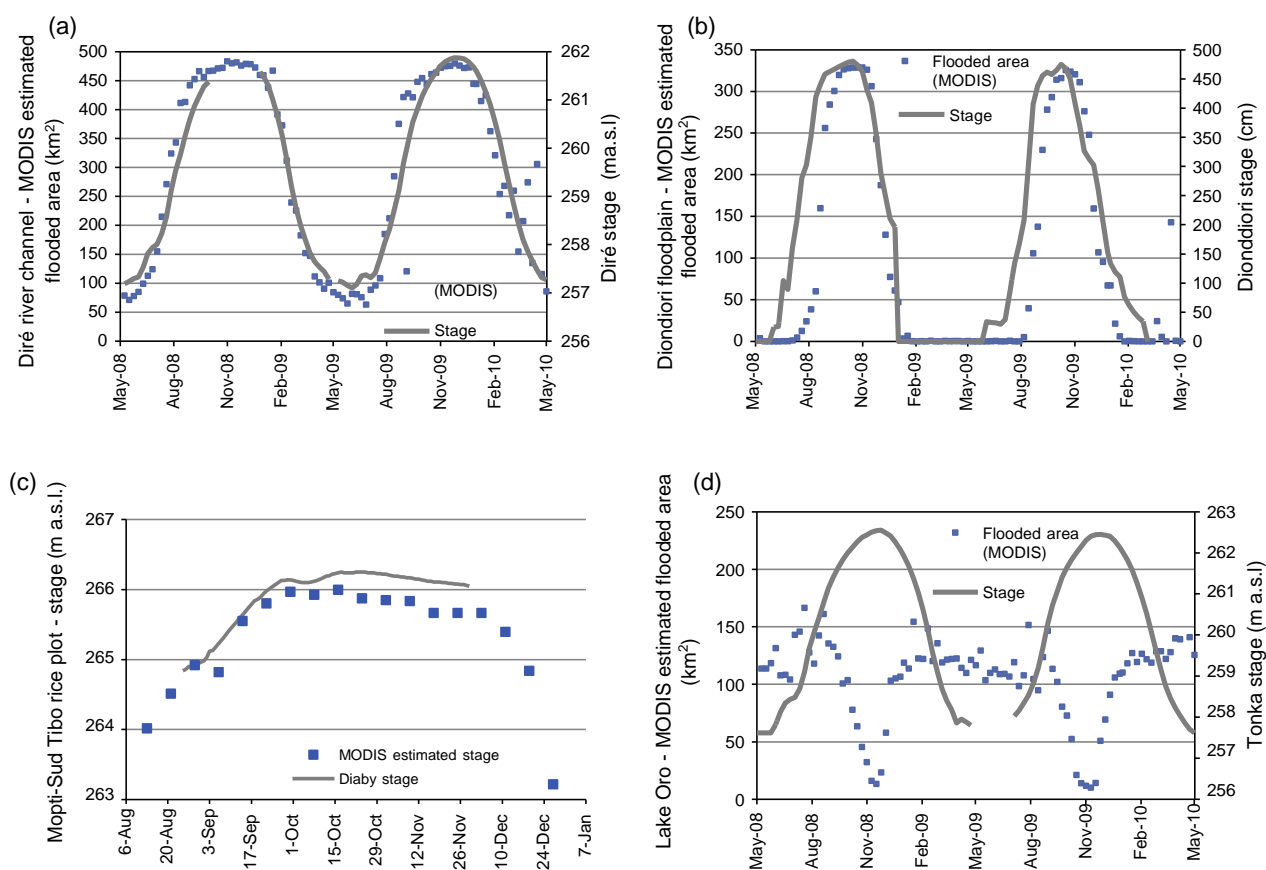 (a)
Diré river channel - MODIS estimated
flooded area (km²)
500
450
400
350
300
250
200
150
100
50
0
262
261
260
259
258
257
256
Diré stage (ma.s.l)
(MODIS)
Stage
May-08
Aug-08
Nov-08
Feb-09
May-09
Aug-09
Nov-09
Feb-10
May-10
(b)
Diondiori floodplain - MODIS estimated
flooded area (km²)
350
300
250
200
150
100
50
0
500
450
400
350
300
250
200
150
100
50
0
Dionddiori stage (cm)
Flooded area
(MODIS)
Stage
May-08
Aug-08
Nov-08
Feb-09
May-09
Aug-09
Nov-09
Feb-10
May-10
(c)
Mopti-Sud Tibo rice plot - stage (m a.s.l.)
267
266
265
264
263
MODIS estimated stage
Diaby stage
6-Aug
20-Aug
3-Sep
17-Sep
1-Oct
15-Oct
29-Oct
12-Nov
26-Nov
10-Dec
24-Dec
7-Jan
(d)
Lake Oro - MODIS estimated flooded area
(km²)
250
200
150
100
50
0
263
262
261
260
259
258
257
256
Tonka stage (m a.s.l)
Flooded area
(MODIS)
Stage
May-08
Aug-08
Nov-08
Feb-09
May-09
Aug-09
Nov-09
Feb-10
May-10